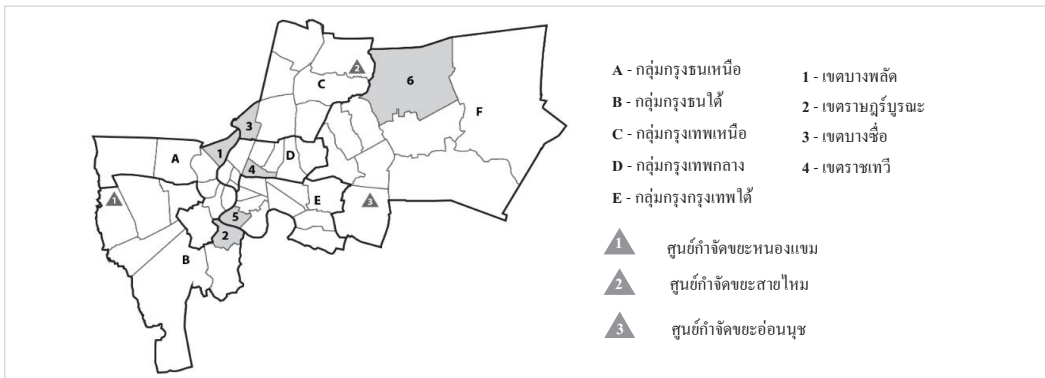 2
6
C
F
3
A
1
D
4
1
E
3
5
2
B
A - กลุ่มกรุงธนเหนือ
B - กลุ่มกรุงธนใต้
C - กลุ่มกรุงเทพเหนือ
D - กลุ่มกรุงเทพกลาง
E - กลุ่มกรุงกรุงเทพใต้
1 - เขตบางพลัด
2 - เขตราษฎร์บูรณะ
3 - เขตบางซื่อ
4 - เขตราชเทวี
1 ศูนย์กำจัดขยะหนองแขม
2 ศูนย์กำจัดขยะสายไหม
3 ศูนย์กำจัดขยะอ่อนนุช